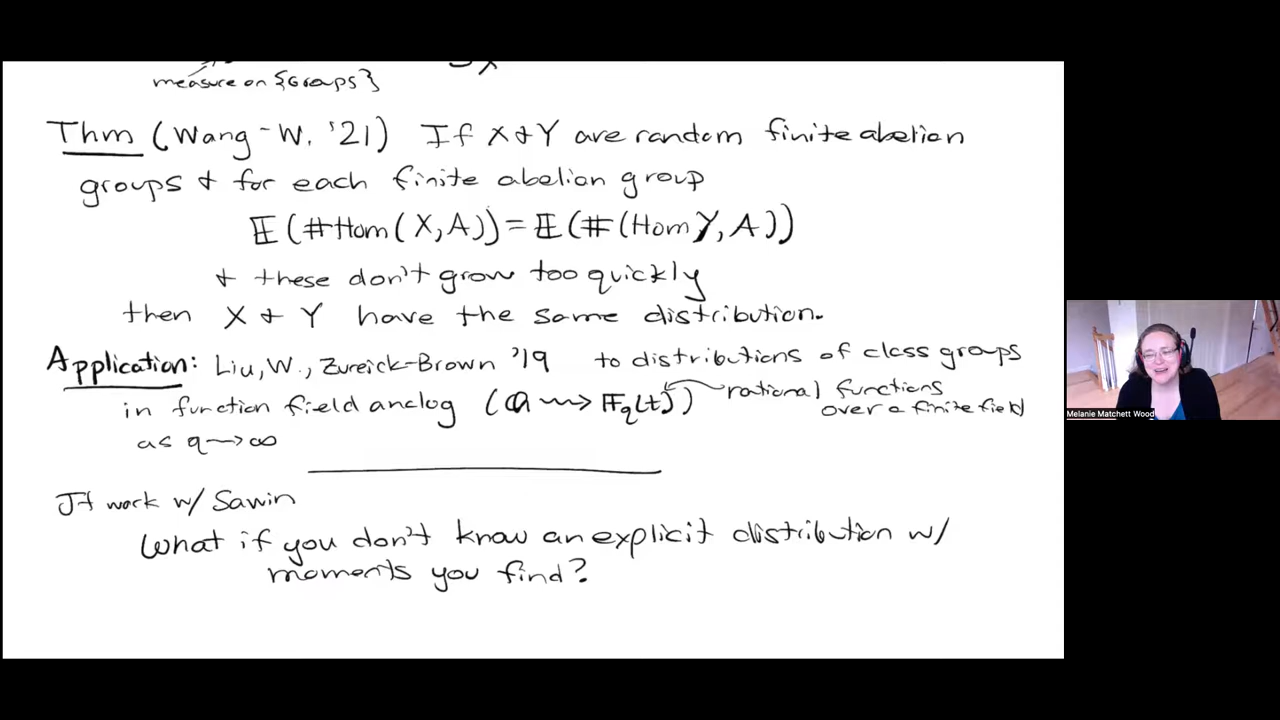 measure on {Groups}
Thm (Wang-W. '21) If X & Y are random finite abelian
groups & for each finite abelian group
𝔼(#Hom(X,A))=𝔼(#(Hom Y,A))
& these don't grow too quickly
then X & Y have the same distribution.
Application: Liu, W., Zureick-Brown '19 to distributions of class groups
in function field analog (ℚ ⇝ 𝔽q(t)) rational functions
over a finite field
as q→∞
Jt work w/ Sawin
What if you don't know an explicit distribution w/
moments you find?
Melanie Matchett Wood